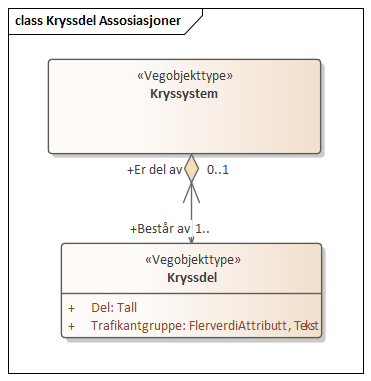 class Kryssdel Assosiasjoner
«Vegobjekttype»
Kryssystem
+Er del av 0..1
+Består av 1..
«Vegobjekttype»
Kryssdel
+ Del: Tall
+ Trafikantgruppe: FlerverdiAttributt, Tekst